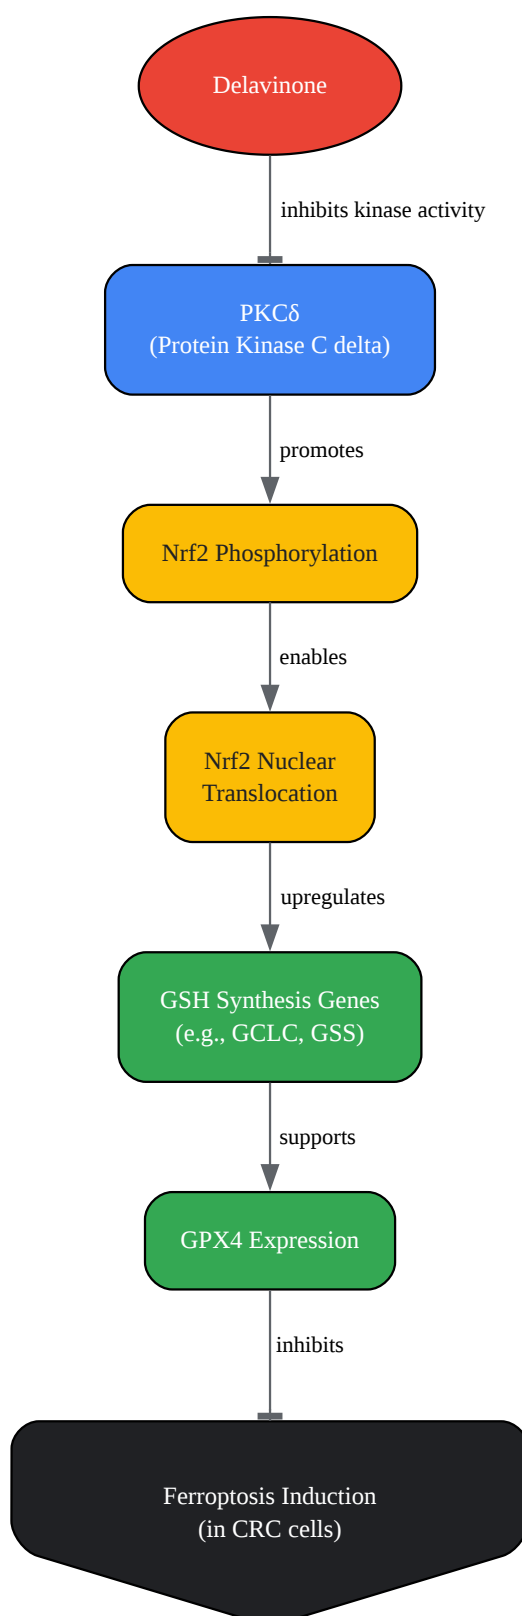 Delavinone
inhibits kinase activity
PKCδ
(Protein Kinase C delta)
promotes
Nrf2 Phosphorylation
enables
Nrf2 Nuclear
Translocation
upregulates
GSH Synthesis Genes
(e.g., GCLC, GSS)
supports
GPX4 Expression
inhibits
Ferroptosis Induction
(in CRC cells)